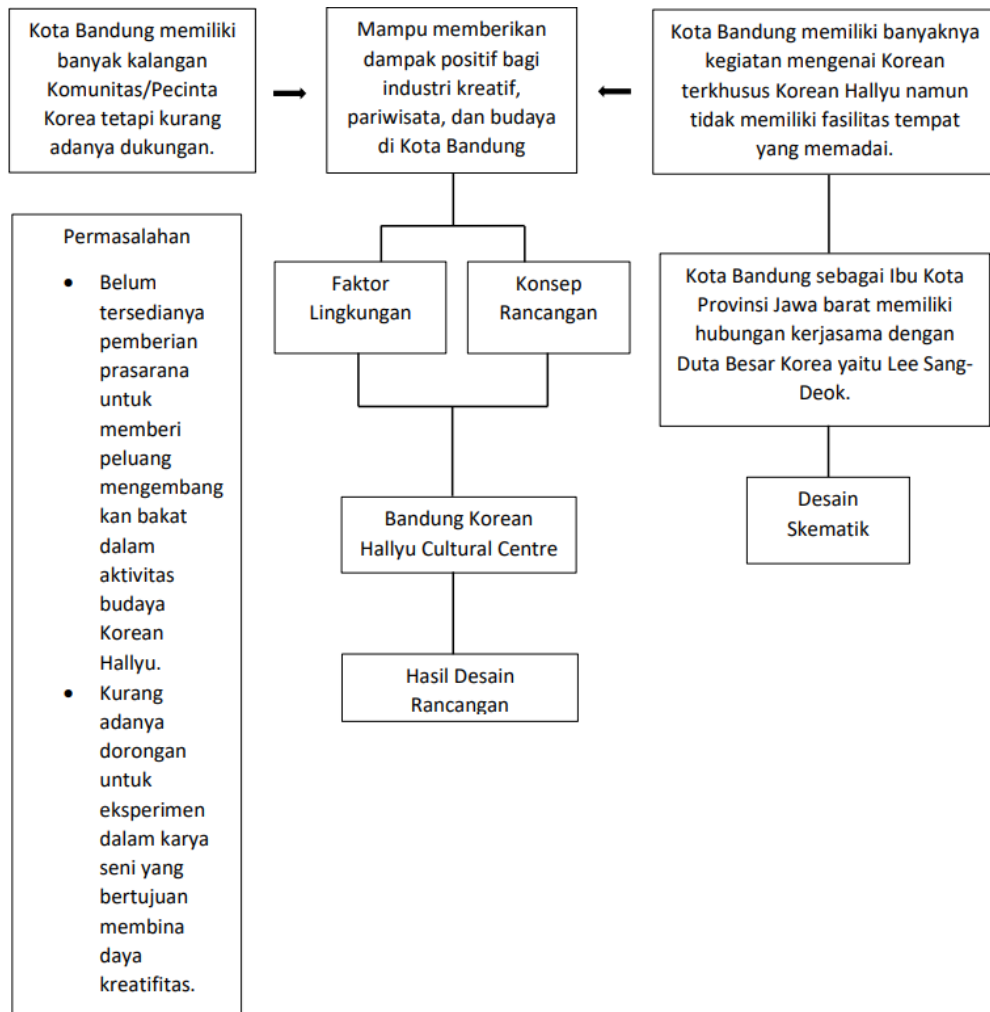 Kota Bandung memiliki
banyak kalangan
Komunitas/Pecinta
Korea tetapi kurang
adanya dukungan.
Mampu memberikan
dampak positif bagi
industri kreatif,
pariwisata, dan budaya
di Kota Bandung
Kota Bandung memiliki banyaknya
kegiatan mengenai Korean
terkhusus Korean Hallyu namun
tidak memiliki fasilitas tempat
yang memadai.
Permasalahan
• Belum
tersedianya
pemberian
prasarana
untuk
memberi
peluang
mengembang
kan bakat
dalam
aktivitas
budaya
Korean
Hallyu.
• Kurang
adanya
dorongan
untuk
eksperimen
dalam karya
seni yang
bertujuan
membina
daya
kreatifitas.
Faktor
Lingkungan
Konsep
Rancangan
Kota Bandung sebagai Ibu Kota
Provinsi Jawa barat memiliki
hubungan kerjasama dengan
Duta Besar Korea yaitu Lee Sang-
Deok.
Bandung Korean
Hallyu Cultural Centre
Desain
Skematik
Hasil Desain
Rancangan